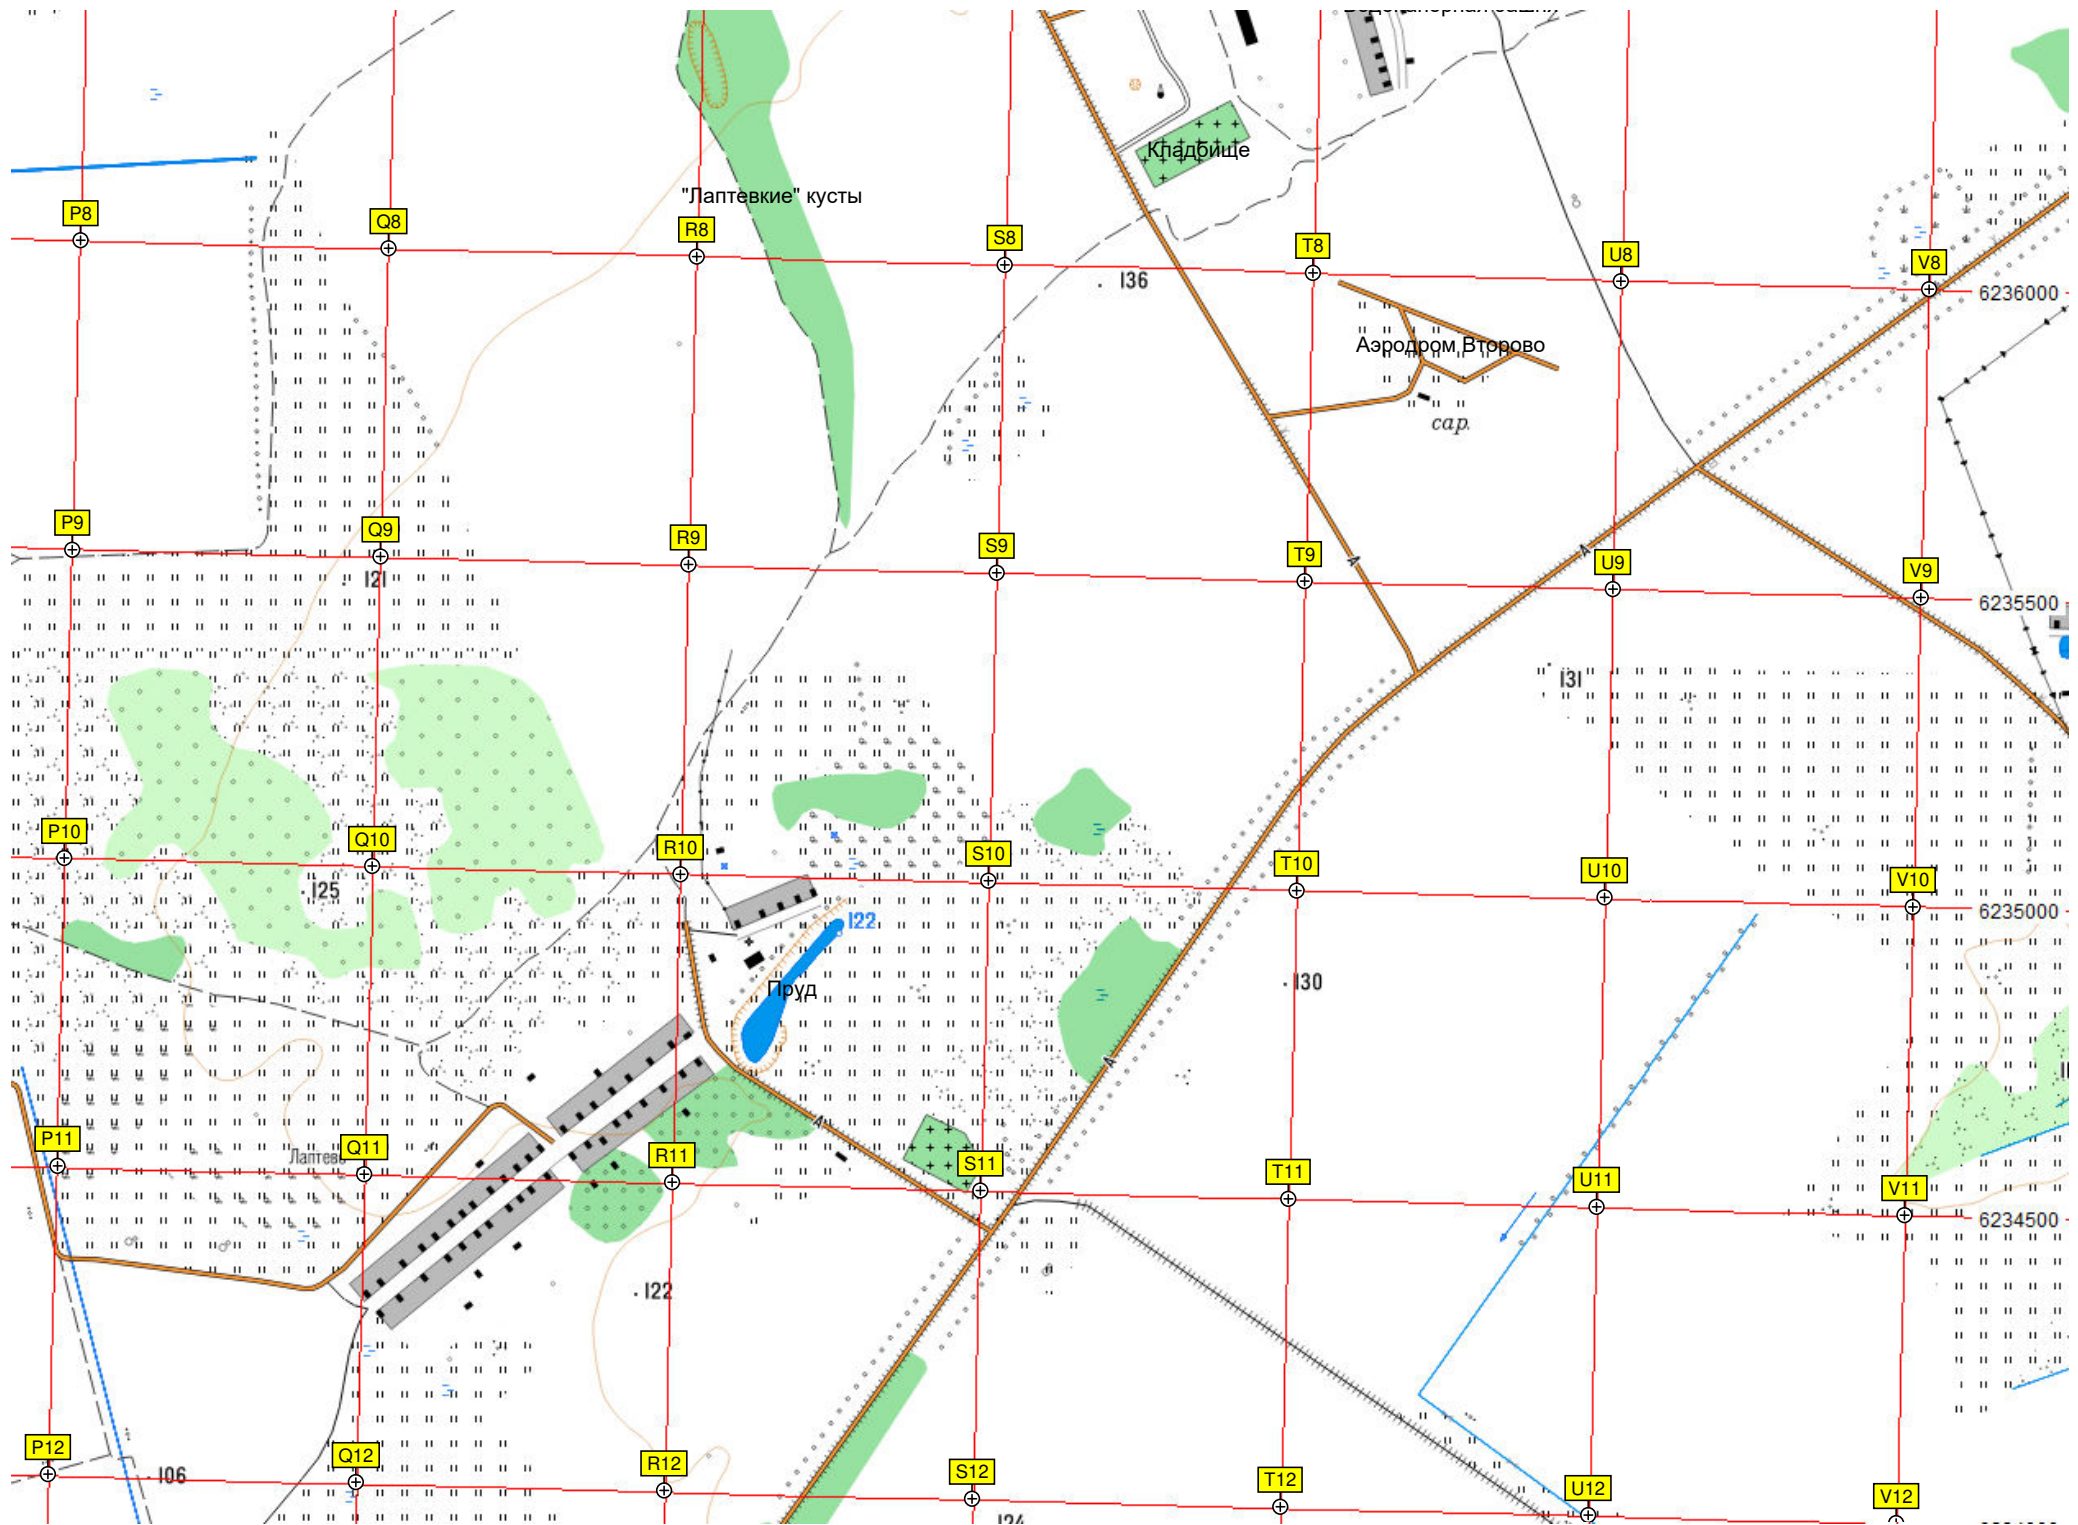 Кладбище
"Лаптевкие" кусты
P8
Q8
R8
S8
T8
U8
V8
136
6236000
Аэродром Второво
сар.
P9
Q9
R9
S9
T9
U9
V9
121
А
А
6235500
131
P10
Q10
R10
S10
T10
U10
V10
125
122
6235000
130
Пруд
А
А
P11
Лаптево
Q11
R11
S11
T11
U11
V11
6234500
122
P12
Q12
R12
S12
T12
U12
V12
106